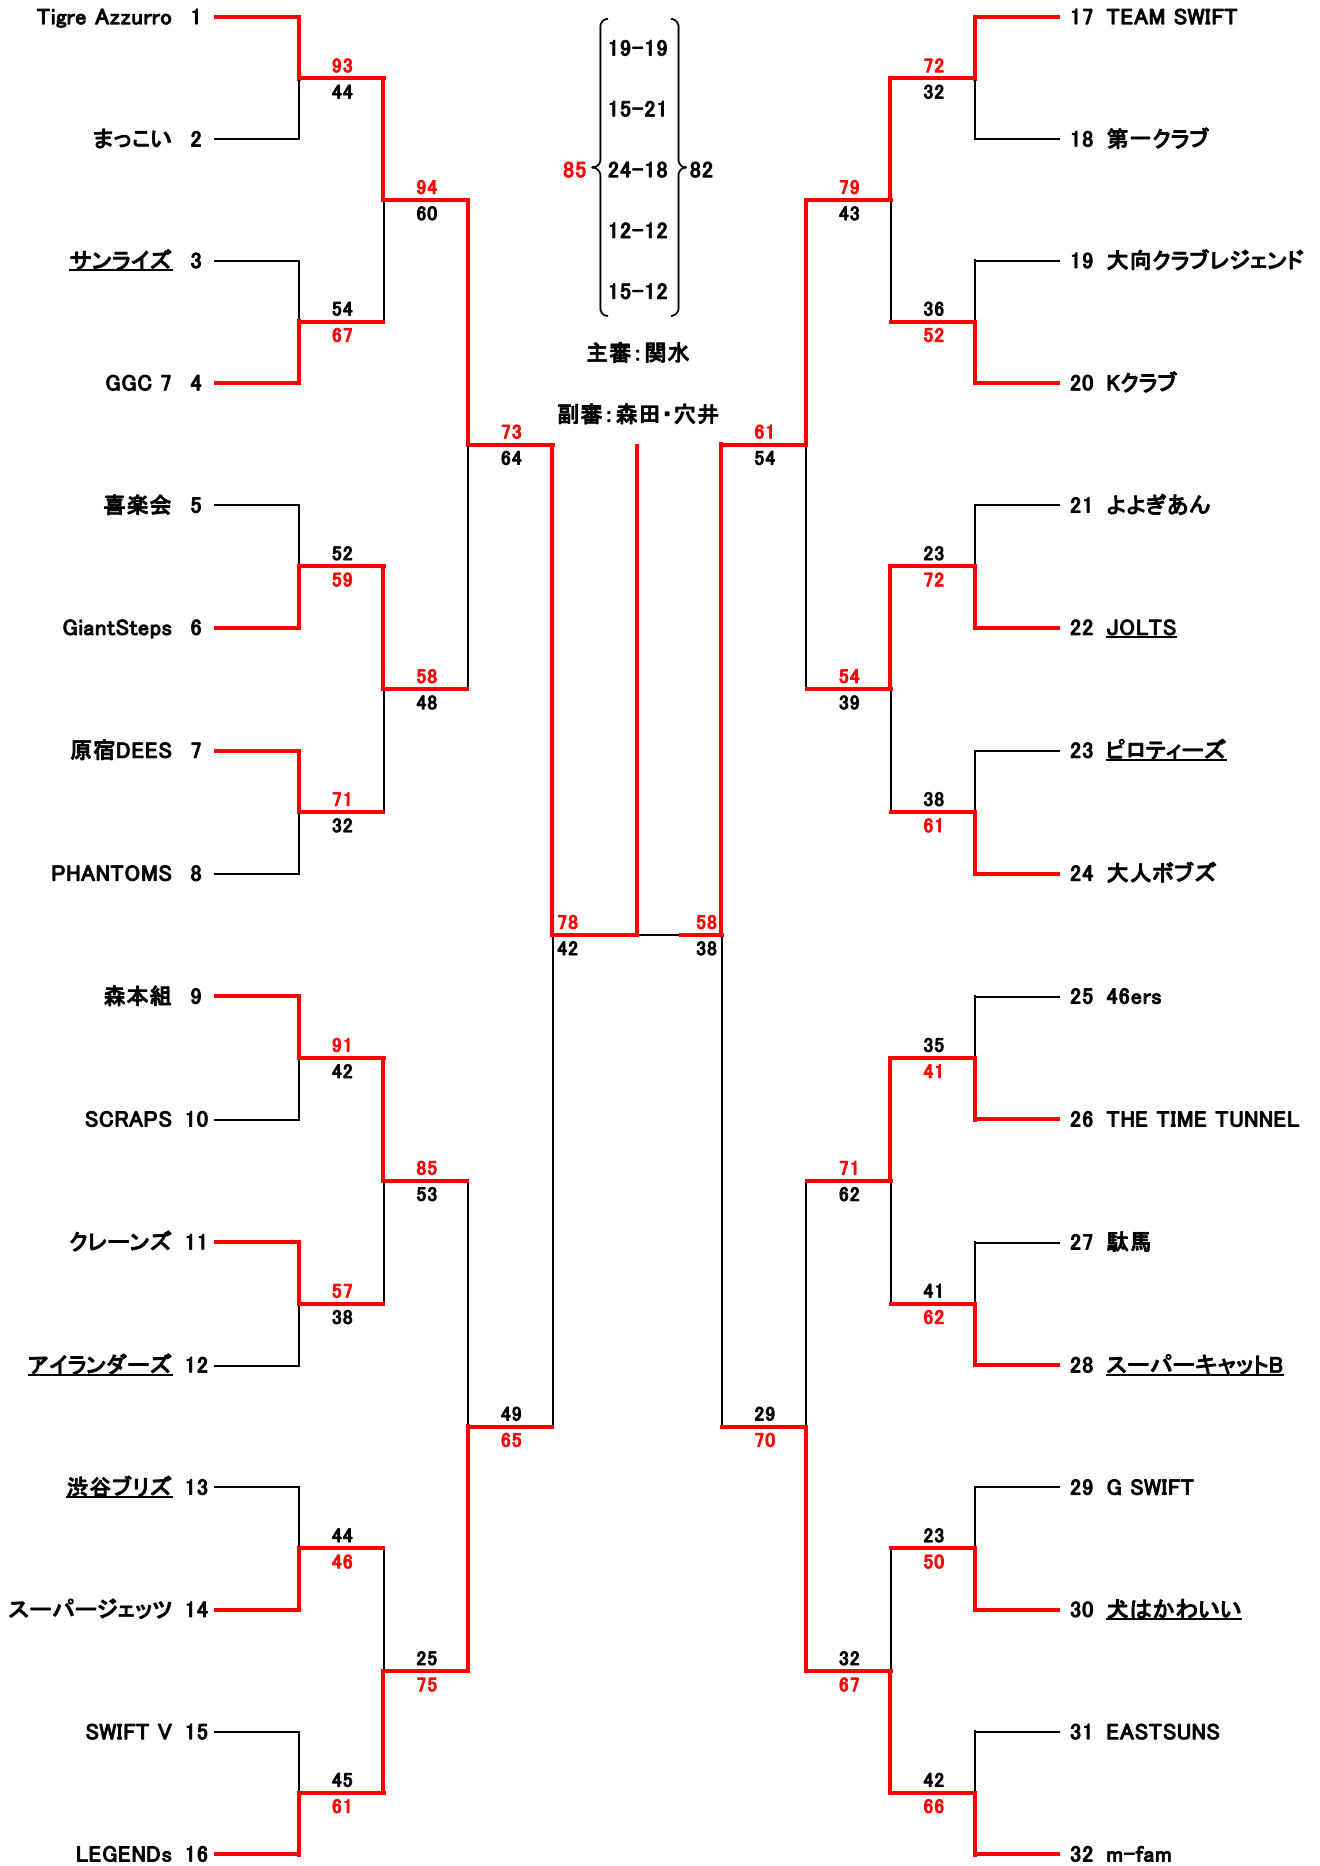 Tigre Azzurro 1
93
44
まっこい 2
94
60
サンライズ 3
54
67
GGC 7 4
73
64
喜楽会 5
52
59
GiantSteps 6
58
48
原宿DEES 7
71
32
PHANTOMS 8
78
42
森本組 9
91
42
SCRAPS 10
85
53
クレーンズ 11
57
38
アイランダーズ 12
49
65
渋谷ブリズ 13
44
46
スーパージェッツ 14
25
75
SWIFT V 15
45
61
LEGENDs 16
19-19
15-21
85 24-18 82
12-12
15-12
主審:関水
副審:森田・穴井
17 TEAM SWIFT
72
32
18 第一クラブ
79
43
19 大向クラブレジェンド
36
52
20 Kクラブ
61
54
21 よよぎあん
23
72
22 JOLTS
54
39
23 ピロティーズ
38
61
24 大人ボブズ
58
38
25 46ers
35
41
26 THE TIME TUNNEL
71
62
27 駄馬
41
62
28 スーパーキャットB
29
70
29 G SWIFT
23
50
30 犬はかわいい
32
67
31 EASTSUNS
42
66
32 m-fam